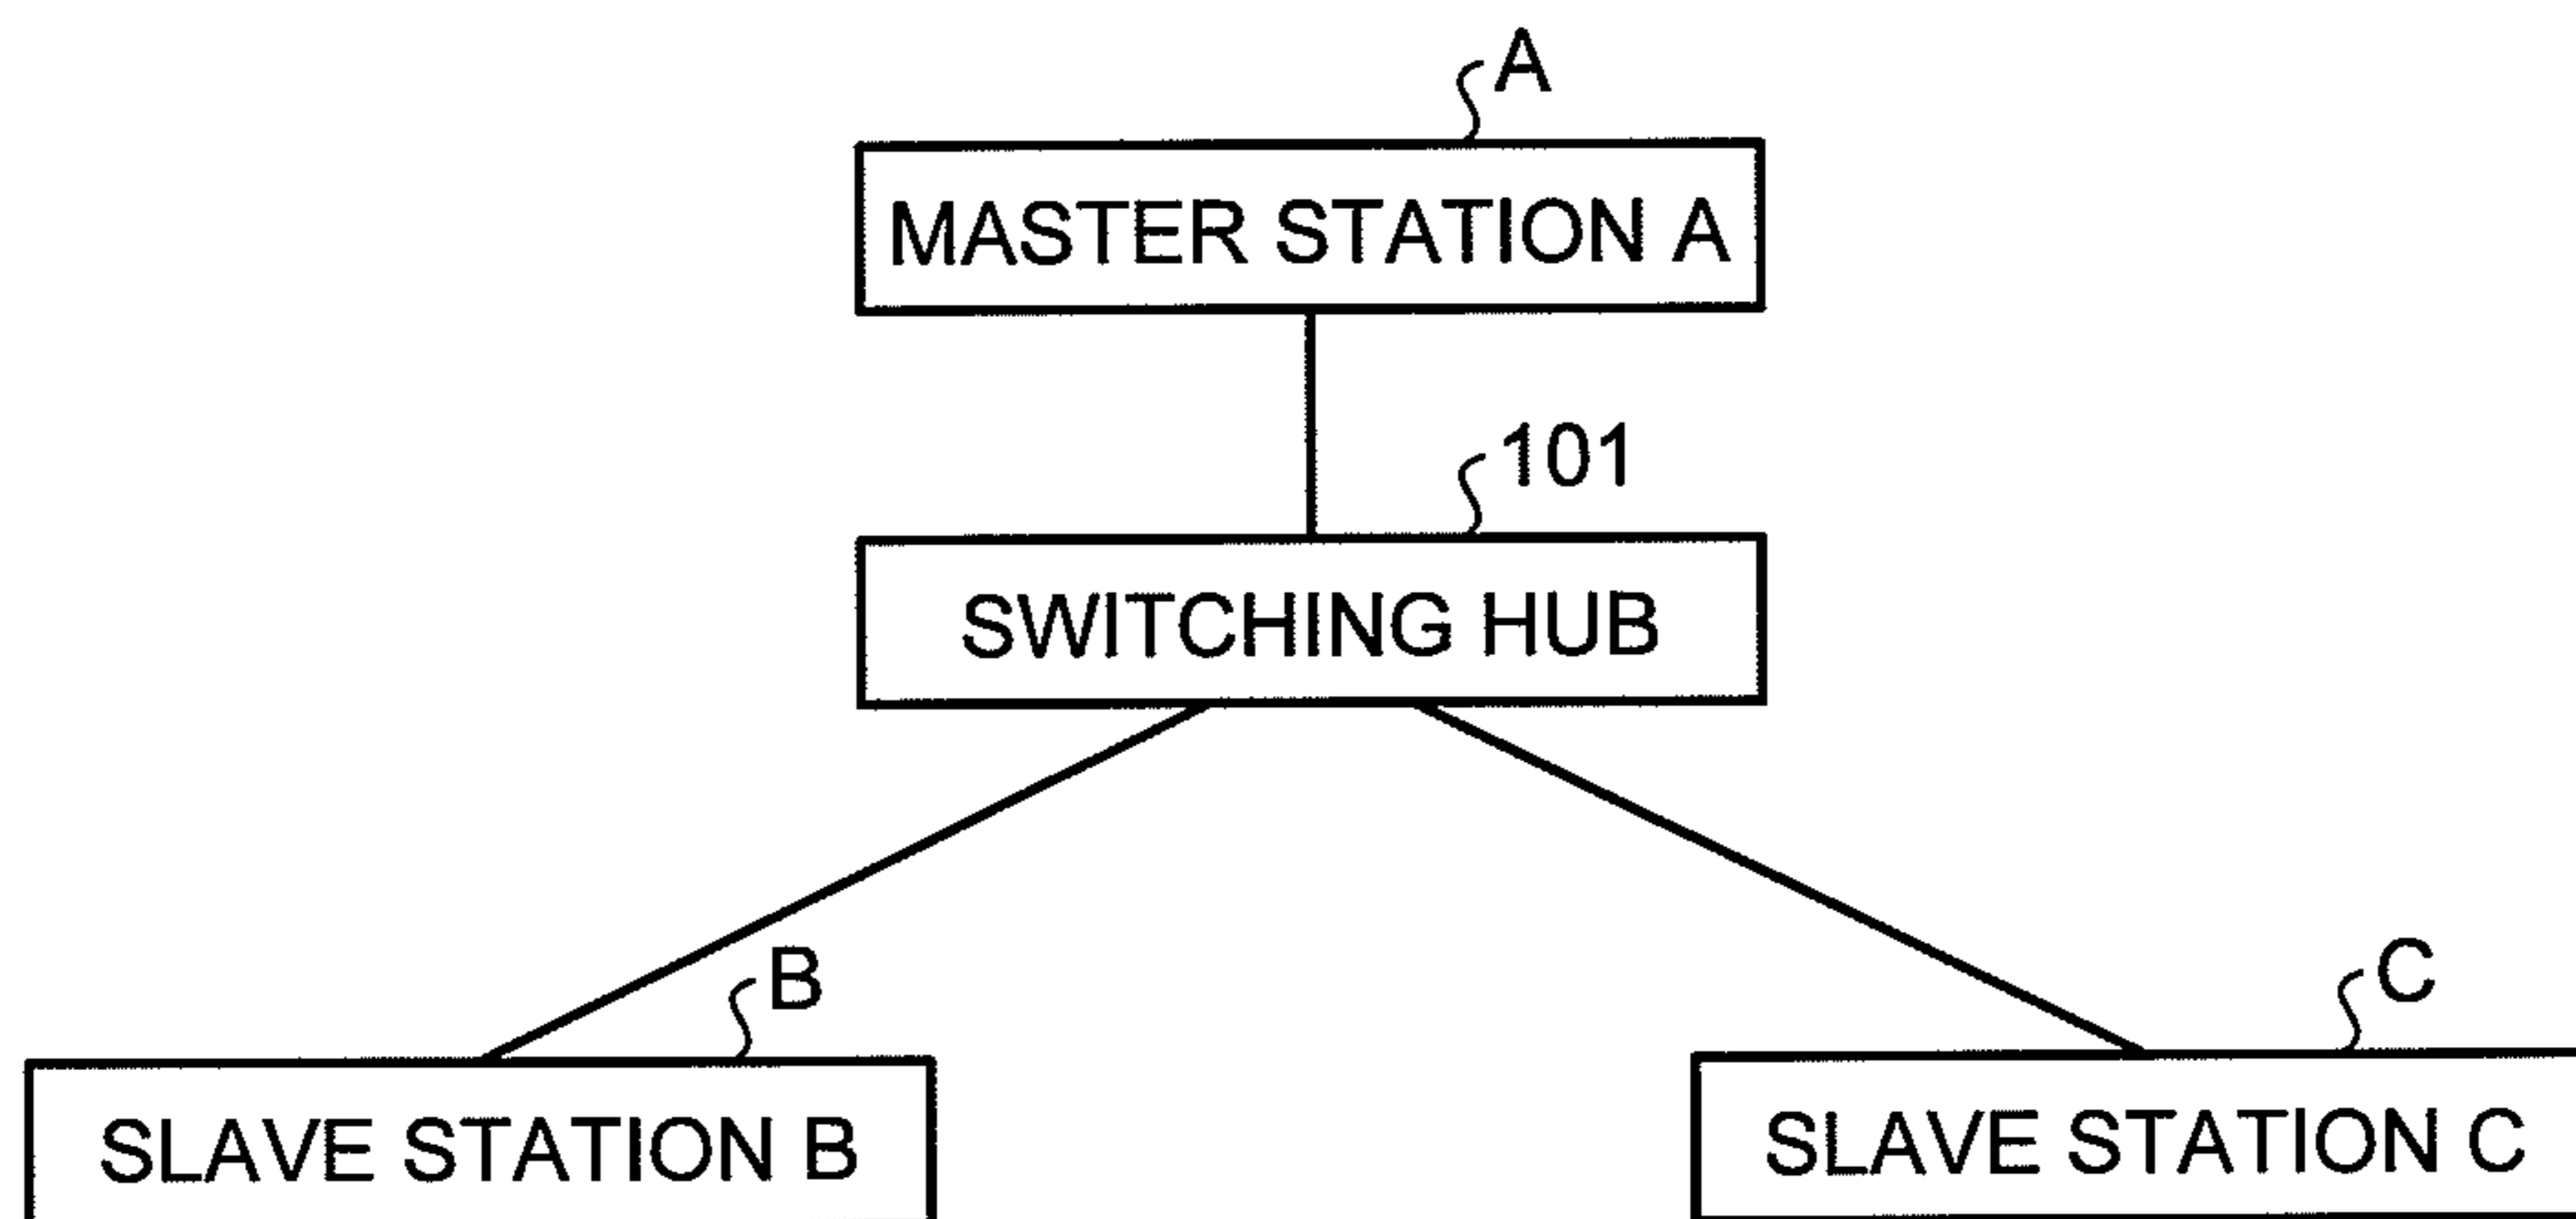 A
MASTER STATION A
101
SWITCHING HUB
B
C
SLAVE STATION B
SLAVE STATION C